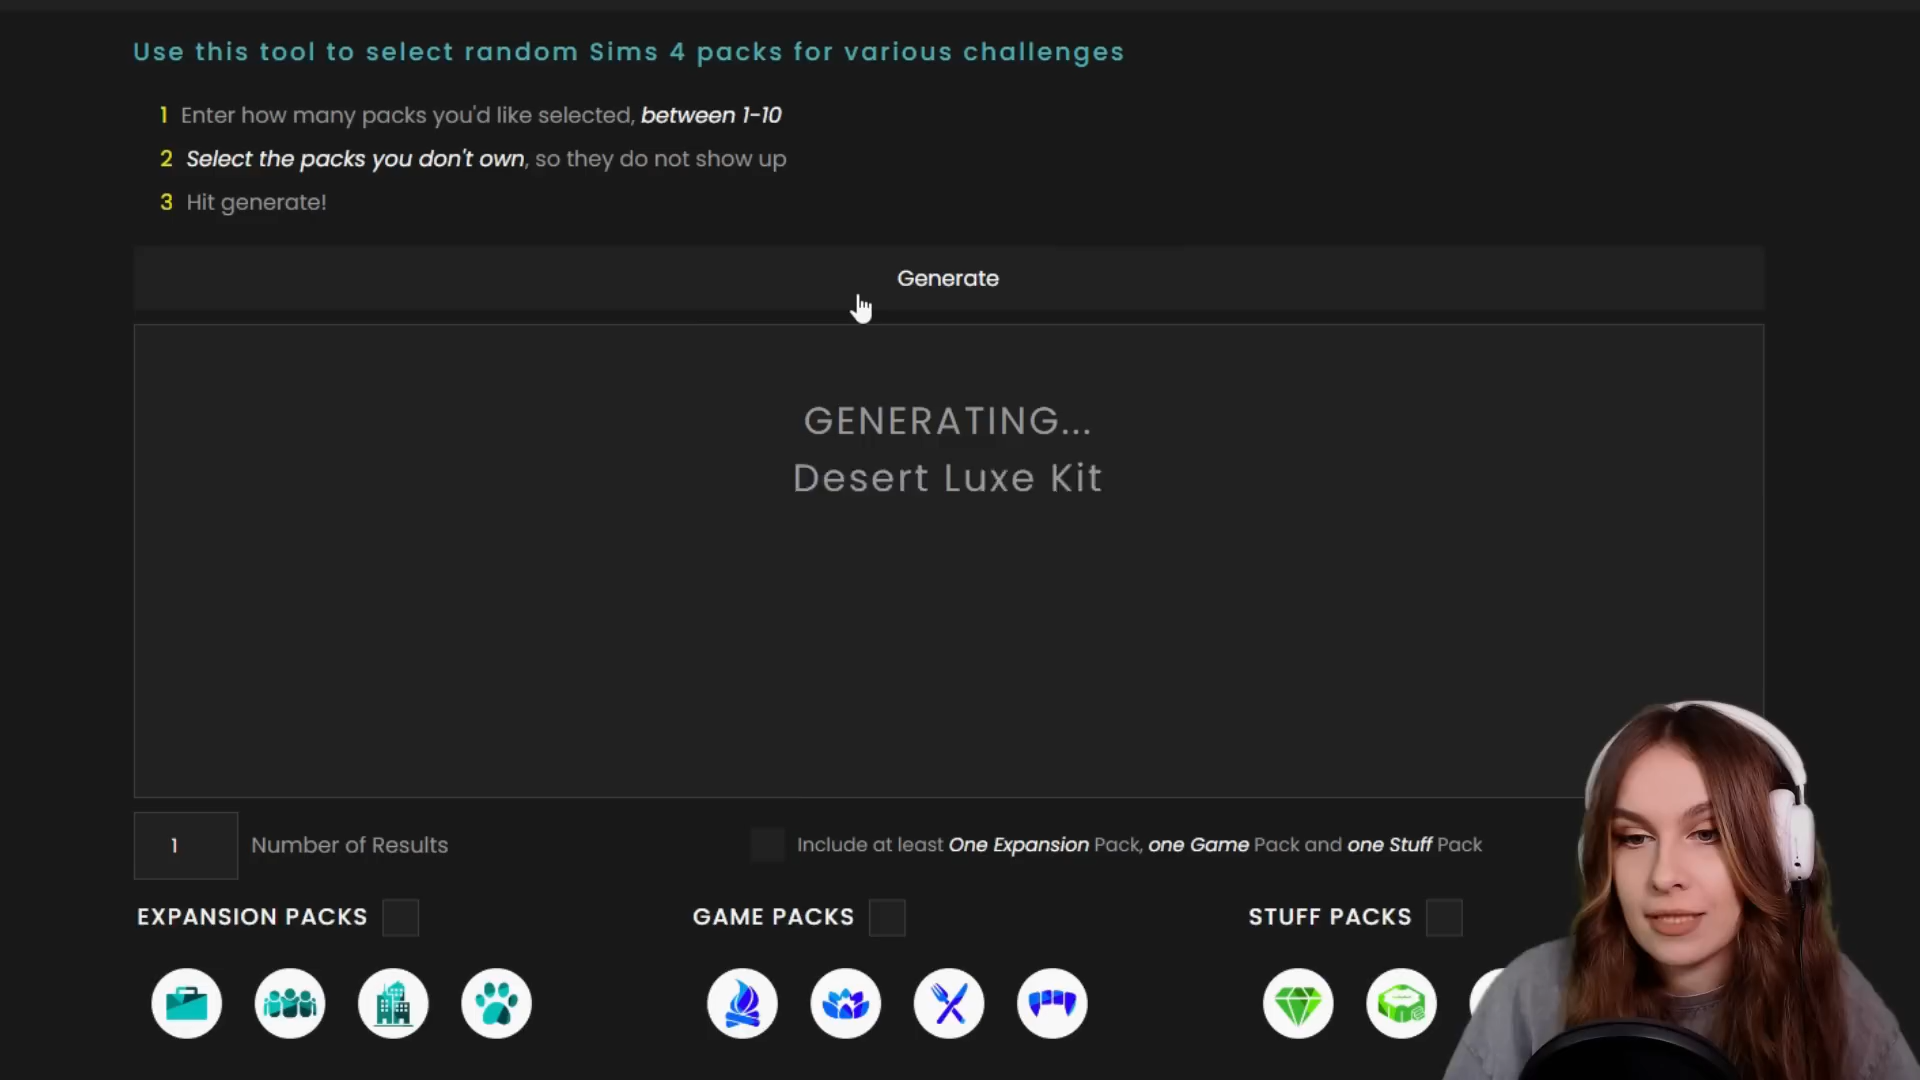 Use this tool to select random Sims 4 packs for various challenges
1 Enter how many packs you'd like selected, between 1-10
2 Select the packs you don't own, so they do not show up
3 Hit generate!
Generate
GENERATING...
Desert Luxe Kit
1 Number of Results
Include at least One Expansion Pack, one Game Pack and one Stuff Pack
EXPANSION PACKS
GAME PACKS
STUFF PACKS